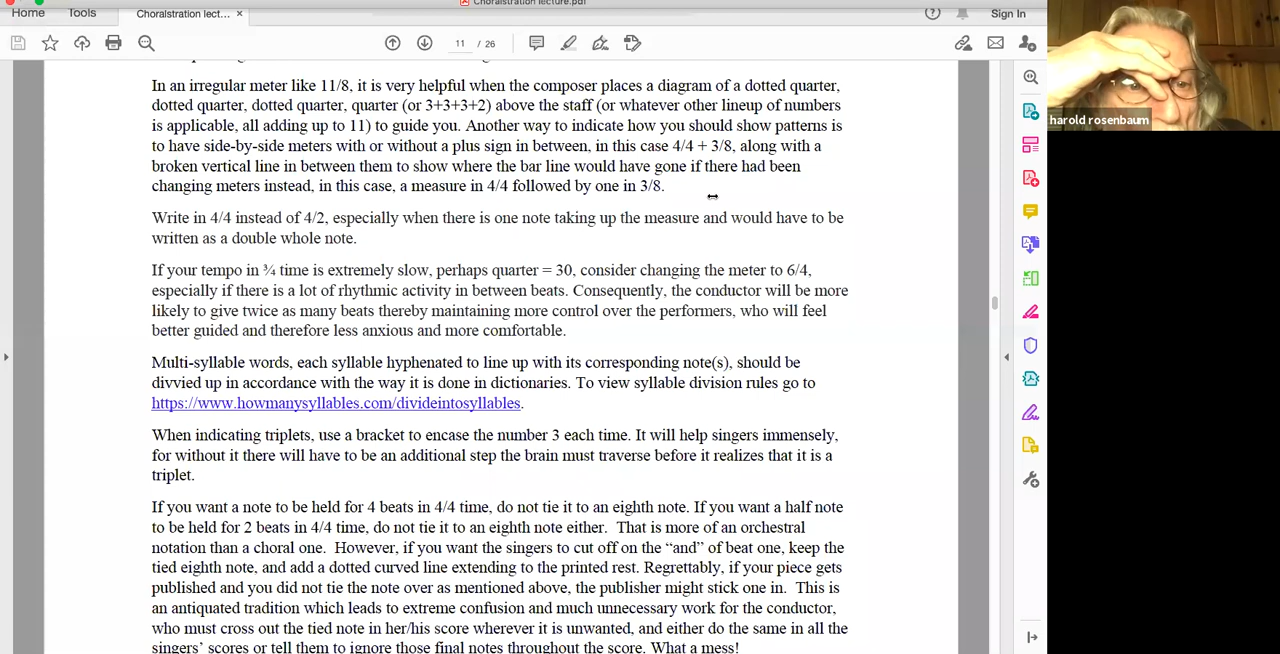 Choralstration lecture.pdf
Home Tools Choralstration lect... × Sign In
11 / 26
In an irregular meter like 11/8, it is very helpful when the composer places a diagram of a dotted quarter,
dotted quarter, dotted quarter, quarter (or 3+3+3+2) above the staff (or whatever other lineup of numbers
is applicable, all adding up to 11) to guide you. Another way to indicate how you should show patterns is
to have side-by-side meters with or without a plus sign in between, in this case 4/4 + 3/8, along with a
broken vertical line in between them to show where the bar line would have gone if there had been
changing meters instead, in this case, a measure in 4/4 followed by one in 3/8.
Write in 4/4 instead of 4/2, especially when there is one note taking up the measure and would have to be
written as a double whole note.
If your tempo in ¾ time is extremely slow, perhaps quarter = 30, consider changing the meter to 6/4,
especially if there is a lot of rhythmic activity in between beats. Consequently, the conductor will be more
likely to give twice as many beats thereby maintaining more control over the performers, who will feel
better guided and therefore less anxious and more comfortable.
Multi-syllable words, each syllable hyphenated to line up with its corresponding note(s), should be
divvied up in accordance with the way it is done in dictionaries. To view syllable division rules go to
https://www.howmanysyllables.com/divideintosyllables.
When indicating triplets, use a bracket to encase the number 3 each time. It will help singers immensely,
for without it there will have to be an additional step the brain must traverse before it realizes that it is a
triplet.
If you want a note to be held for 4 beats in 4/4 time, do not tie it to an eighth note. If you want a half note
to be held for 2 beats in 4/4 time, do not tie it to an eighth note either. That is more of an orchestral
notation than a choral one. However, if you want the singers to cut off on the “and” of beat one, keep the
tied eighth note, and add a dotted curved line extending to the printed rest. Regrettably, if your piece gets
published and you did not tie the note over as mentioned above, the publisher might stick one in. This is
an antiquated tradition which leads to extreme confusion and much unnecessary work for the conductor,
who must cross out the tied note in her/his score wherever it is unwanted, and either do the same in all the
singers’ scores or tell them to ignore those final notes throughout the score. What a mess!
harold rosenbaum